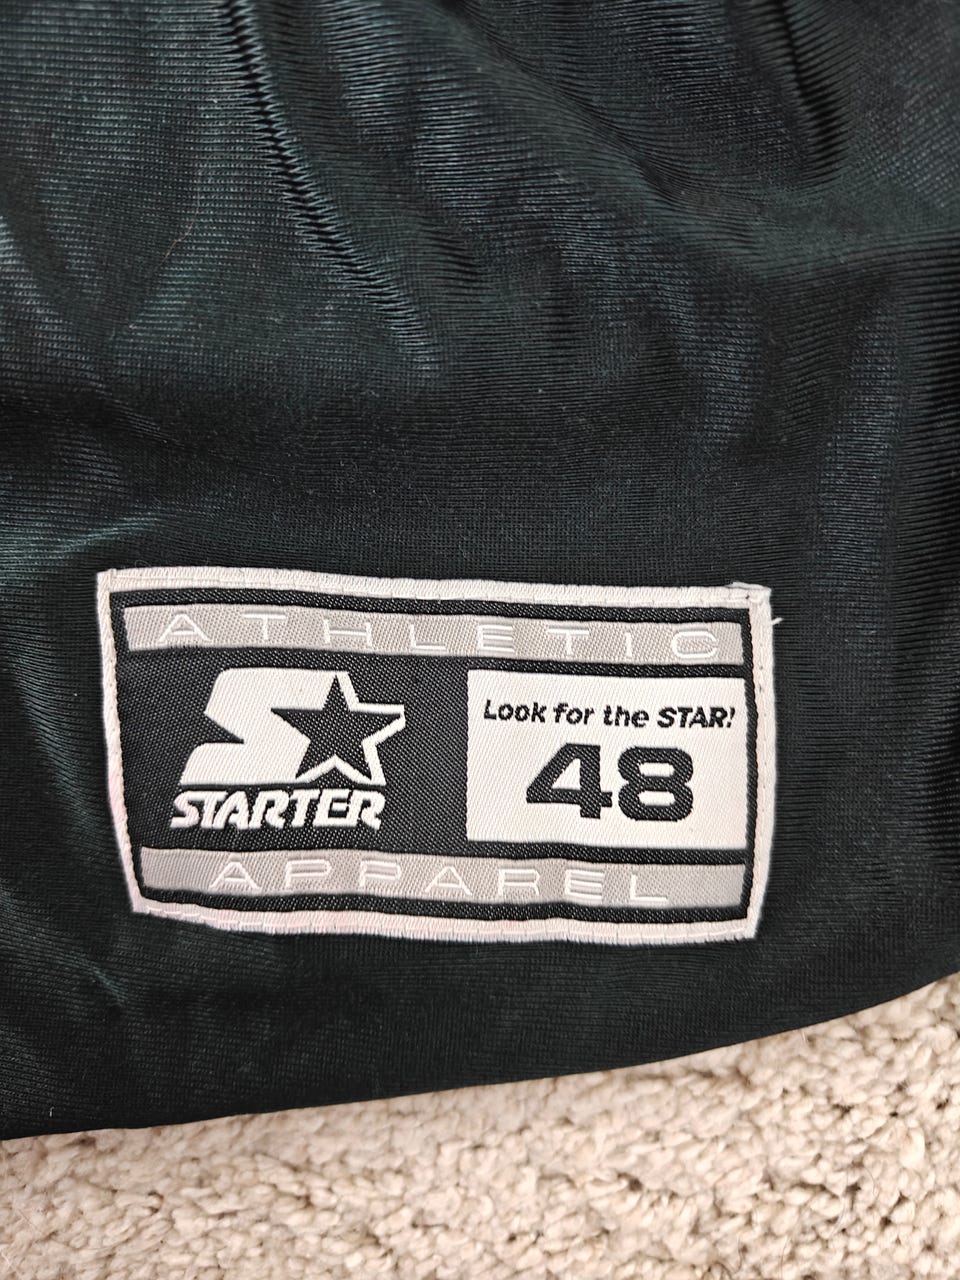 ATHLETIC
STARTER
Look for the STAR!
48
APPAREL